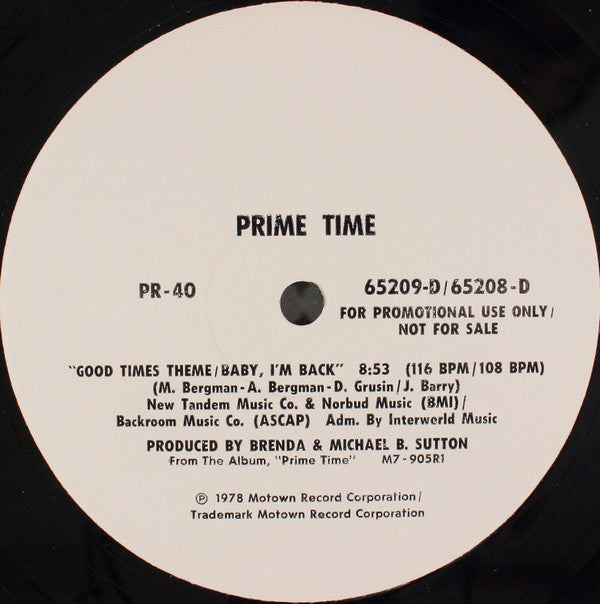 PRIME TIME
PR-40
65209-D/65208-D
FOR PROMOTIONAL USE ONLY/
NOT FOR SALE
"GOOD TIMES THEME/BABY, I'M BACK" 8:53 (116 BPM/108 BPM)
(M. Bergman-A. Bergman-D. Grusin/J. Barry)
New Tandem Music Co. & Norbud Music (BMI)/
Backroom Music Co. (ASCAP) Adm. By Interworld Music
PRODUCED BY BRENDA & MICHAEL B. SUTTON
From The Album, "Prime Time" M7-905R1
℗ 1978 Motown Record Corporation/
Trademark Motown Record Corporation